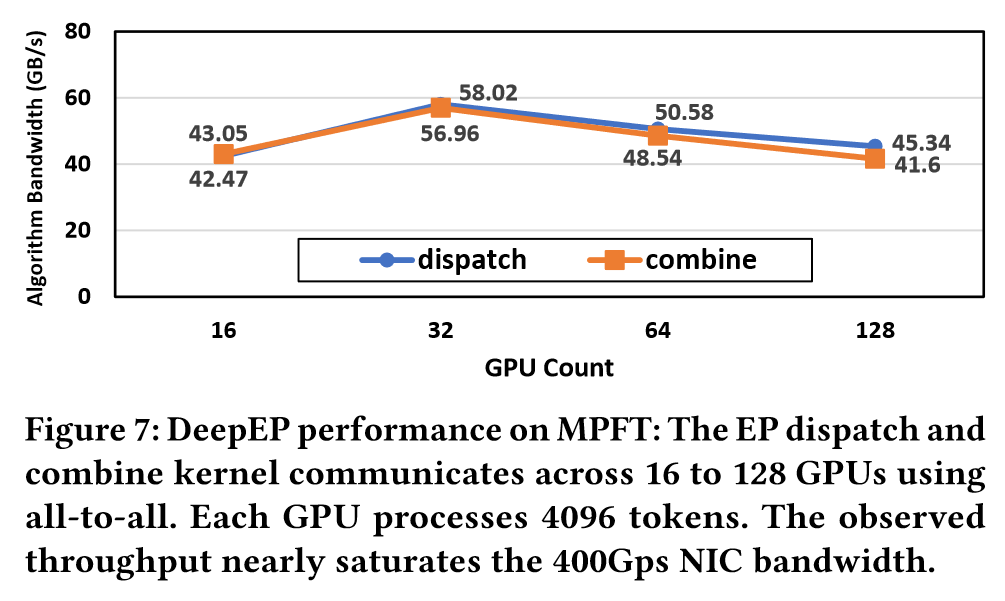 80
60
40
20
0
Algorithm Bandwidth (GB/s)
43.05
42.47
58.02
56.96
50.58
48.54
45.34
41.6
dispatch
combine
16
32
64
128
GPU Count
Figure 7: DeepEP performance on MPFT: The EP dispatch and
combine kernel communicates across 16 to 128 GPUs using
all-to-all. Each GPU processes 4096 tokens. The observed
throughput nearly saturates the 400Gps NIC bandwidth.